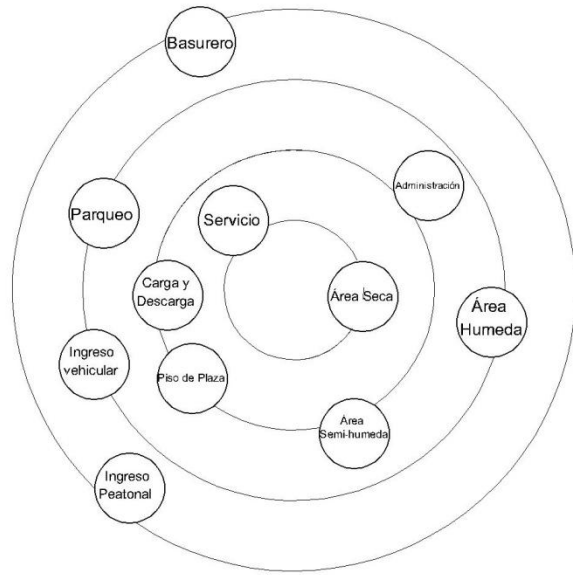 Basurero
Administración
Parqueo
Servicio
Carga y
Descarga
Área Seca
Área
Humeda
Ingreso
vehicular
Piso de Plaza
Área
Semi-humeda
Ingreso
Peatonal